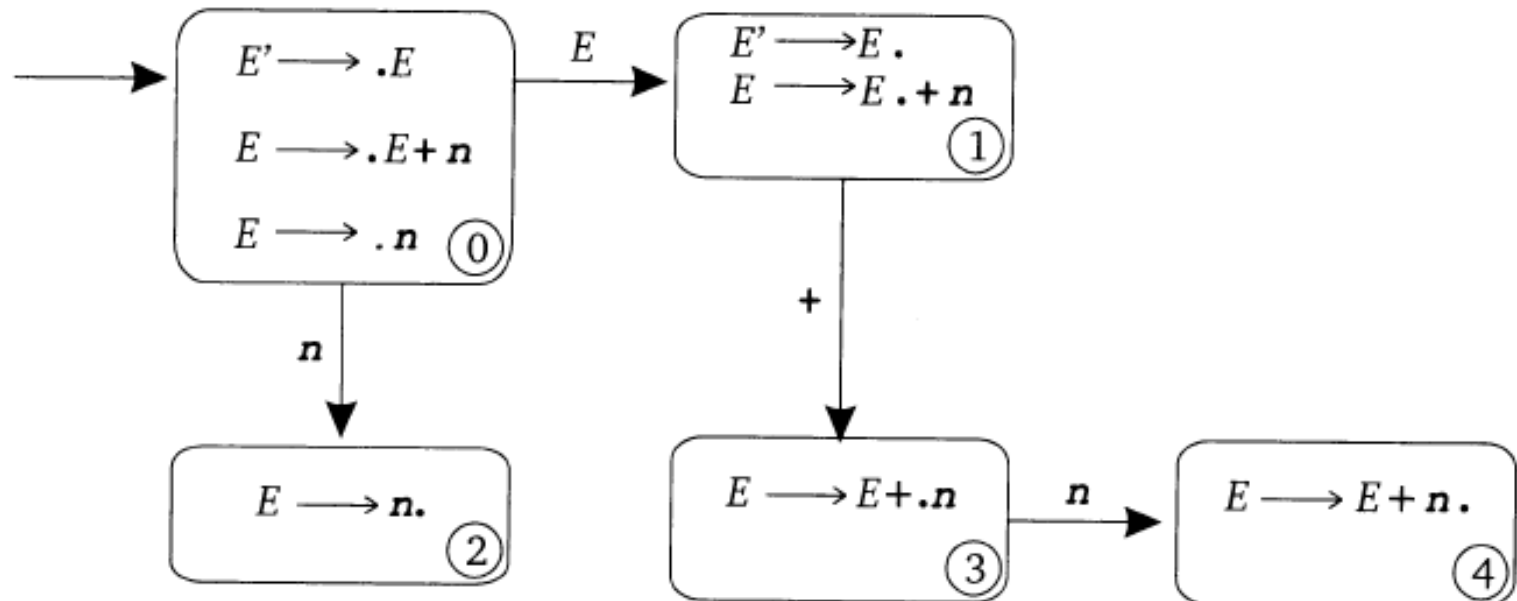 E' ⟶ .E
E ⟶ .E+n
E ⟶ .n
0
E
E' ⟶ E.
E ⟶ E.+n
1
n
+
E ⟶ n.
2
E ⟶ E+.n
3
n
E ⟶ E+n.
4